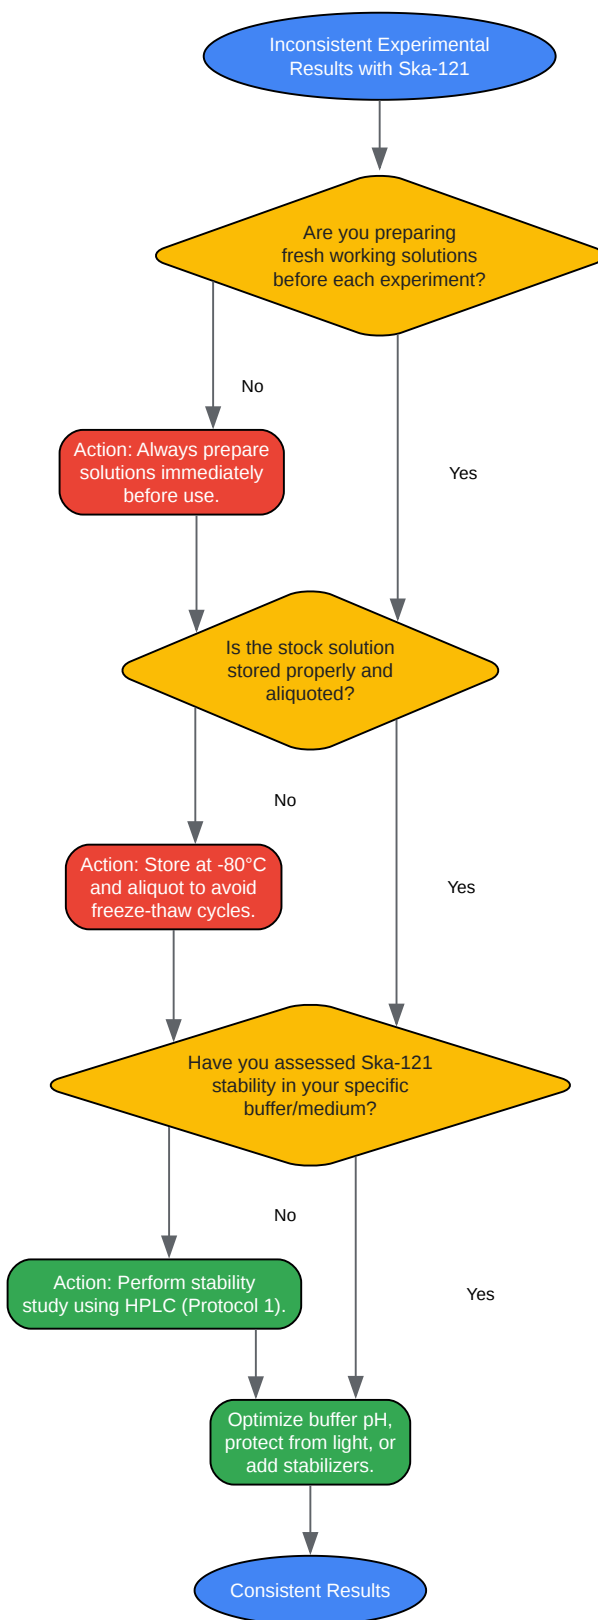 Inconsistent Experimental
Results with Ska-121
Are you preparing
fresh working solutions
before each experiment?
No
Action: Always prepare
solutions immediately
before use.
Yes
Is the stock solution
stored properly and
aliquoted?
No
Action: Store at -80°C
and aliquot to avoid
freeze-thaw cycles.
Yes
Have you assessed Ska-121
stability in your specific
buffer/medium?
No
Action: Perform stability
study using HPLC (Protocol 1).
Yes
Optimize buffer pH,
protect from light, or
add stabilizers.
Consistent Results